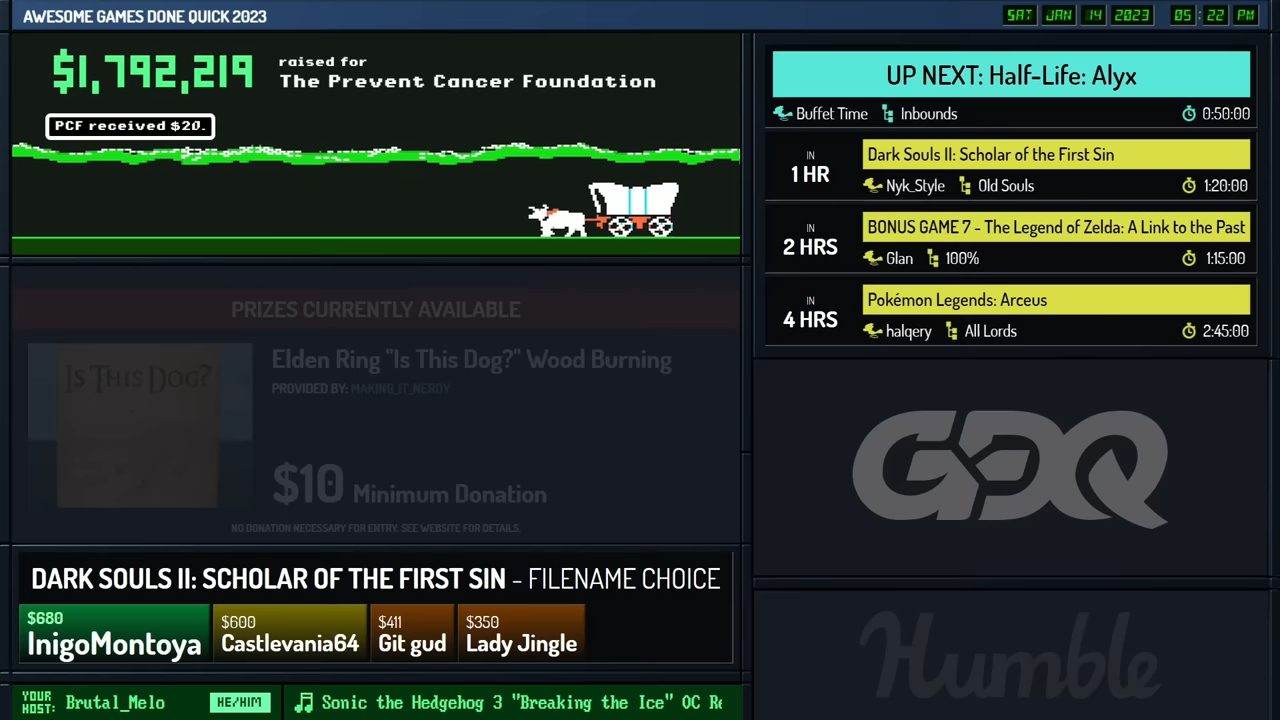 AWESOME GAMES DONE QUICK 2023
SAT JAN 14 2023 05:22 PM
$1,792,219
raised for
The Prevent Cancer Foundation
PCF received $20.
UP NEXT: Half-Life: Alyx
Buffet Time Inbounds 0:50:00
IN
1 HR
Dark Souls II: Scholar of the First Sin
Nyk_Style Old Souls 1:20:00
IN
2 HRS
BONUS GAME 7 - The Legend of Zelda: A Link to the Past
Glan 100% 1:15:00
IN
4 HRS
Pokémon Legends: Arceus
halqery All Lords 2:45:00
PRIZES CURRENTLY AVAILABLE
IS THIS DOG?
Elden Ring "Is This Dog?" Wood Burning
PROVIDED BY: MAKING_IT_NERDY
$10 Minimum Donation
NO DONATION NECESSARY FOR ENTRY. SEE WEBSITE FOR DETAILS.
GDQ
DARK SOULS II: SCHOLAR OF THE FIRST SIN - FILENAME CHOICE
$680
InigoMontoya
$600
Castlevania64
$411
Git gud
$350
Lady Jingle
Humble
YOUR HOST: Brutal_Melo HE/HIM
Sonic the Hedgehog 3 "Breaking the Ice" OC Re